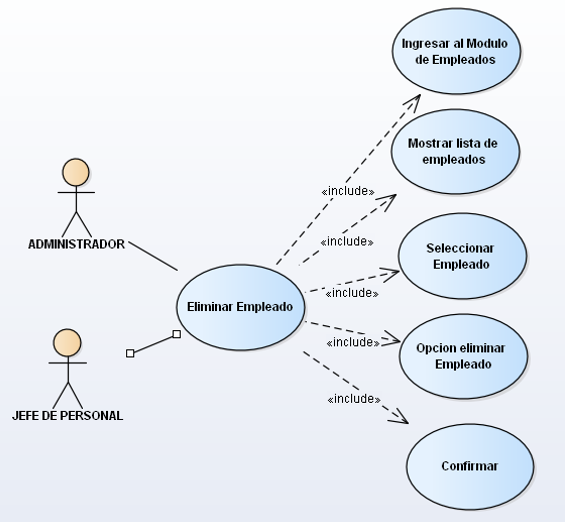 Ingresar al Modulo
de Empleados
Mostrar lista de
empleados
«include»
ADMINISTRADOR
«include»
Seleccionar
Empleado
«include»
Eliminar Empleado
«include»
Opcion eliminar
Empleado
JEFE DE PERSONAL
«include»
Confirmar